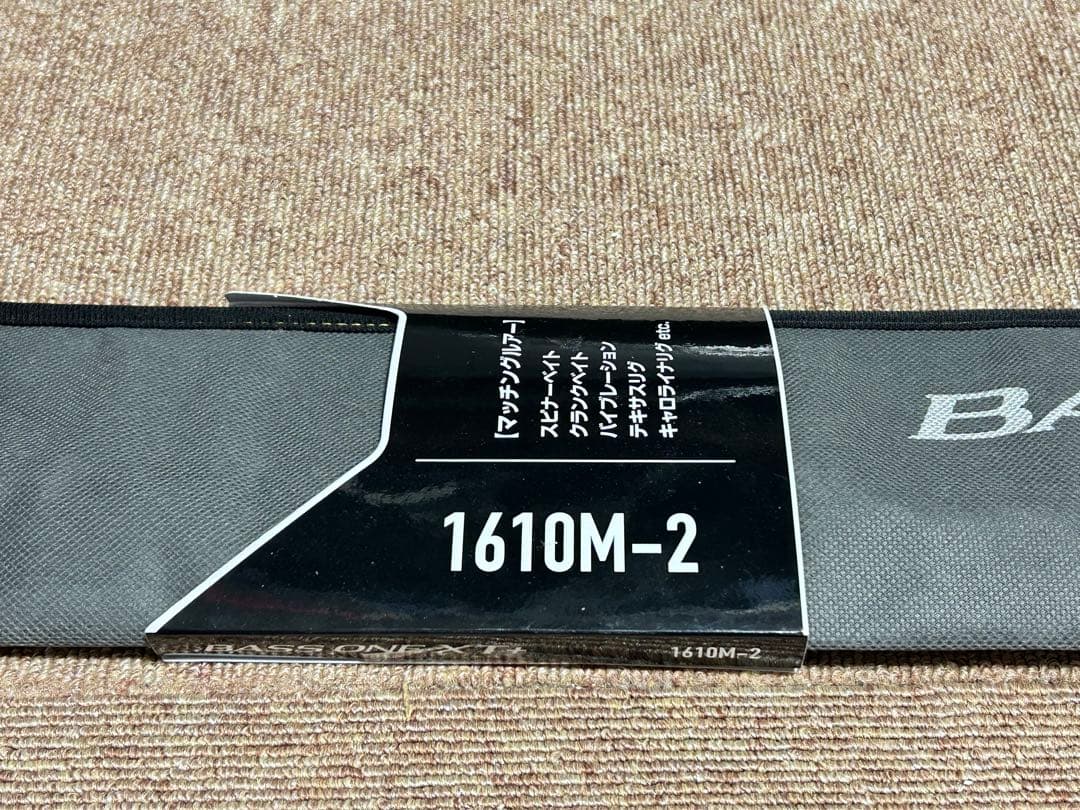 【マッチングルアー】
スピナーベイト
クランクベイト
バイブレーション
テキサスリグ
キャロライナリグ etc.
1610M-2
BASS ONE XT+
1610M-2